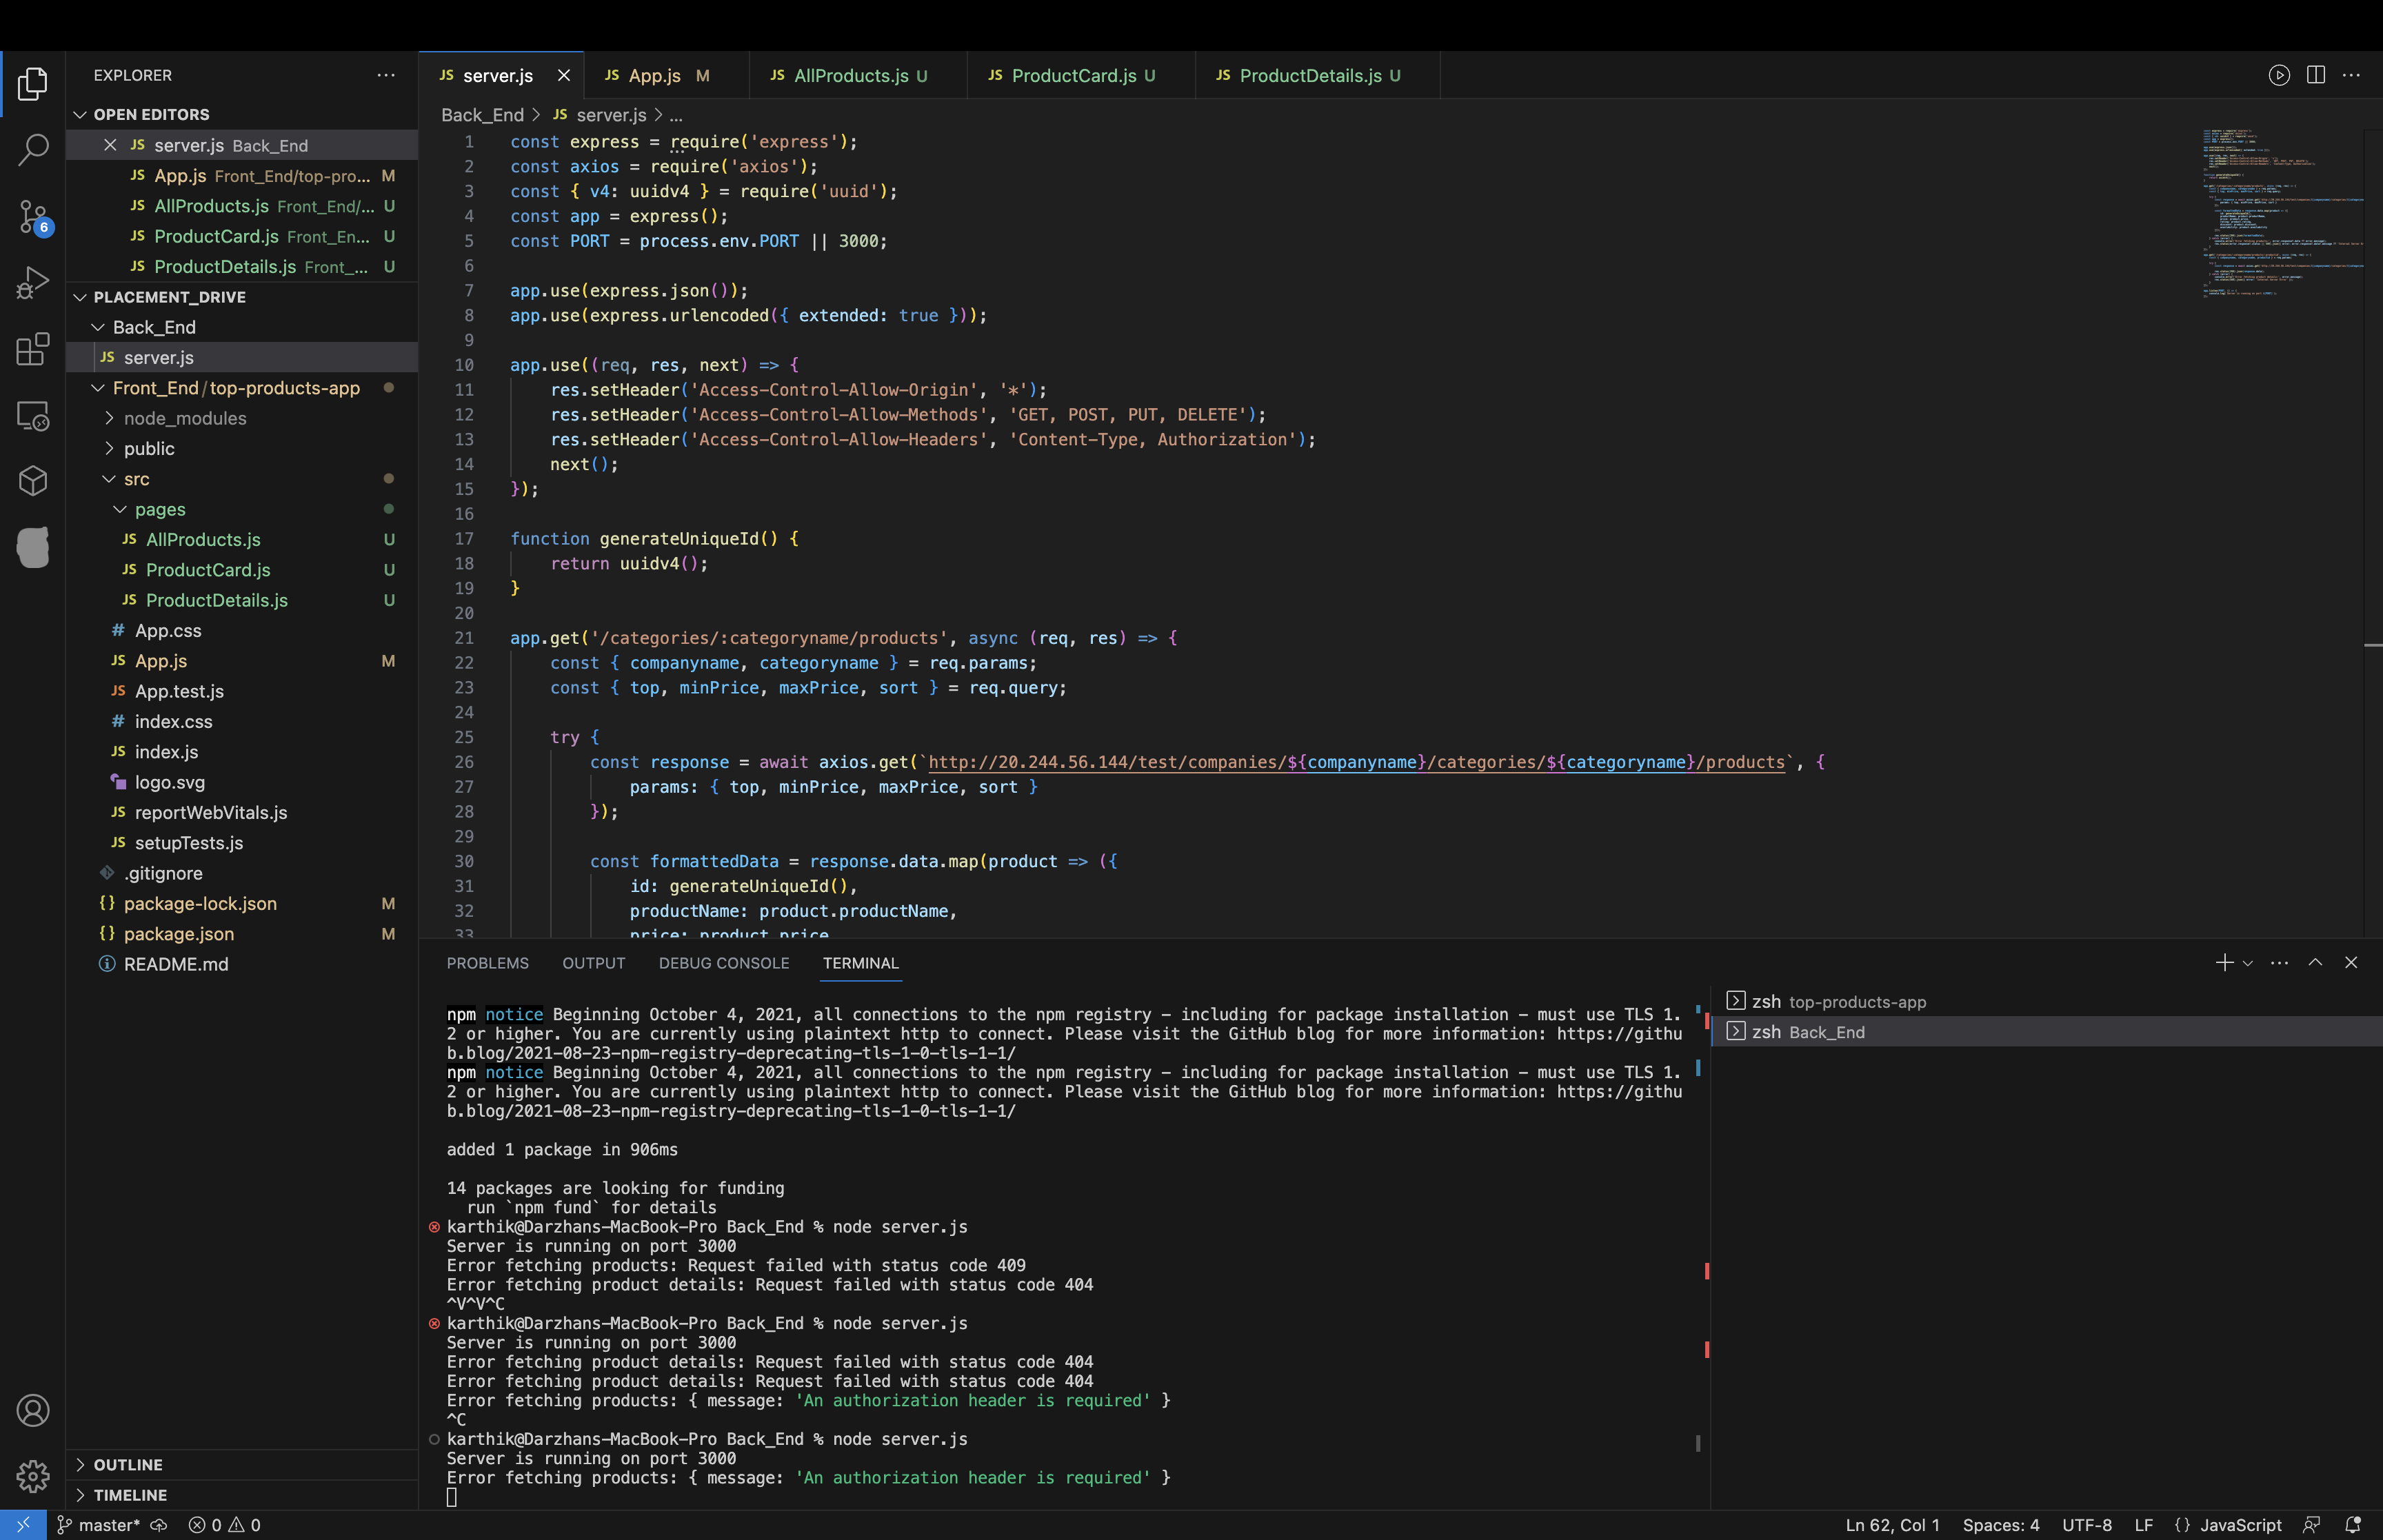 EXPLORER
OPEN EDITORS
JS server.js Back_End
JS App.js Front_End/top-pro... M
JS AllProducts.js Front_End/... U
JS ProductCard.js Front_En... U
JS ProductDetails.js Front_... U
PLACEMENT_DRIVE
Back_End
JS server.js
Front_End/top-products-app
node_modules
public
src
pages
JS AllProducts.js U
JS ProductCard.js U
JS ProductDetails.js U
# App.css
JS App.js M
JS App.test.js
# index.css
JS index.js
logo.svg
JS reportWebVitals.js
JS setupTests.js
.gitignore
{} package-lock.json M
{} package.json M
README.md
OUTLINE
TIMELINE
6
JS server.js JS App.js M JS AllProducts.js U JS ProductCard.js U JS ProductDetails.js U
Back_End > JS server.js > ...
1 const express = require('express');
2 const axios = require('axios');
3 const { v4: uuidv4 } = require('uuid');
4 const app = express();
5 const PORT = process.env.PORT || 3000;
6
7 app.use(express.json());
8 app.use(express.urlencoded({ extended: true }));
9
10 app.use((req, res, next) => {
11 res.setHeader('Access-Control-Allow-Origin', '*');
12 res.setHeader('Access-Control-Allow-Methods', 'GET, POST, PUT, DELETE');
13 res.setHeader('Access-Control-Allow-Headers', 'Content-Type, Authorization');
14 next();
15 });
16
17 function generateUniqueId() {
18 return uuidv4();
19 }
20
21 app.get('/categories/:categoryname/products', async (req, res) => {
22 const { companyname, categoryname } = req.params;
23 const { top, minPrice, maxPrice, sort } = req.query;
24
25 try {
26 const response = await axios.get(`http://20.244.56.144/test/companies/${companyname}/categories/${categoryname}/products`, {
27 params: { top, minPrice, maxPrice, sort }
28 });
29
30 const formattedData = response.data.map(product => ({
31 id: generateUniqueId(),
32 productName: product.productName,
33 price: product.price
PROBLEMS OUTPUT DEBUG CONSOLE TERMINAL
npm notice Beginning October 4, 2021, all connections to the npm registry – including for package installation – must use TLS 1.
2 or higher. You are currently using plaintext http to connect. Please visit the GitHub blog for more information: https://githu
b.blog/2021-08-23-npm-registry-deprecating-tls-1-0-tls-1-1/
npm notice Beginning October 4, 2021, all connections to the npm registry – including for package installation – must use TLS 1.
2 or higher. You are currently using plaintext http to connect. Please visit the GitHub blog for more information: https://githu
b.blog/2021-08-23-npm-registry-deprecating-tls-1-0-tls-1-1/
added 1 package in 906ms
14 packages are looking for funding
run `npm fund` for details
karthik@Darzhans-MacBook-Pro Back_End % node server.js
Server is running on port 3000
Error fetching products: Request failed with status code 409
Error fetching product details: Request failed with status code 404
^V^V^C
karthik@Darzhans-MacBook-Pro Back_End % node server.js
Server is running on port 3000
Error fetching product details: Request failed with status code 404
Error fetching product details: Request failed with status code 404
Error fetching products: { message: 'An authorization header is required' }
^C
karthik@Darzhans-MacBook-Pro Back_End % node server.js
Server is running on port 3000
Error fetching products: { message: 'An authorization header is required' }
zsh top-products-app
zsh Back_End
master* 0 0
Ln 62, Col 1 Spaces: 4 UTF-8 LF {} JavaScript